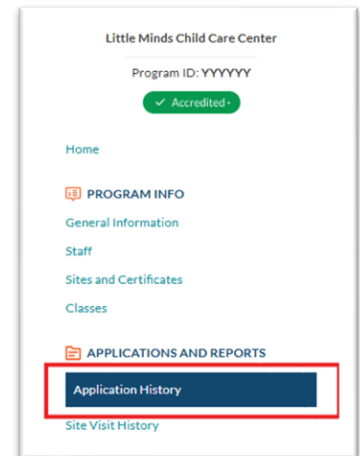 Little Minds Child Care Center
Program ID: YYYYYY
✓ Accredited•
Home
PROGRAM INFO
General Information
Staff
Sites and Certificates
Classes
APPLICATIONS AND REPORTS
Application History
Site Visit History